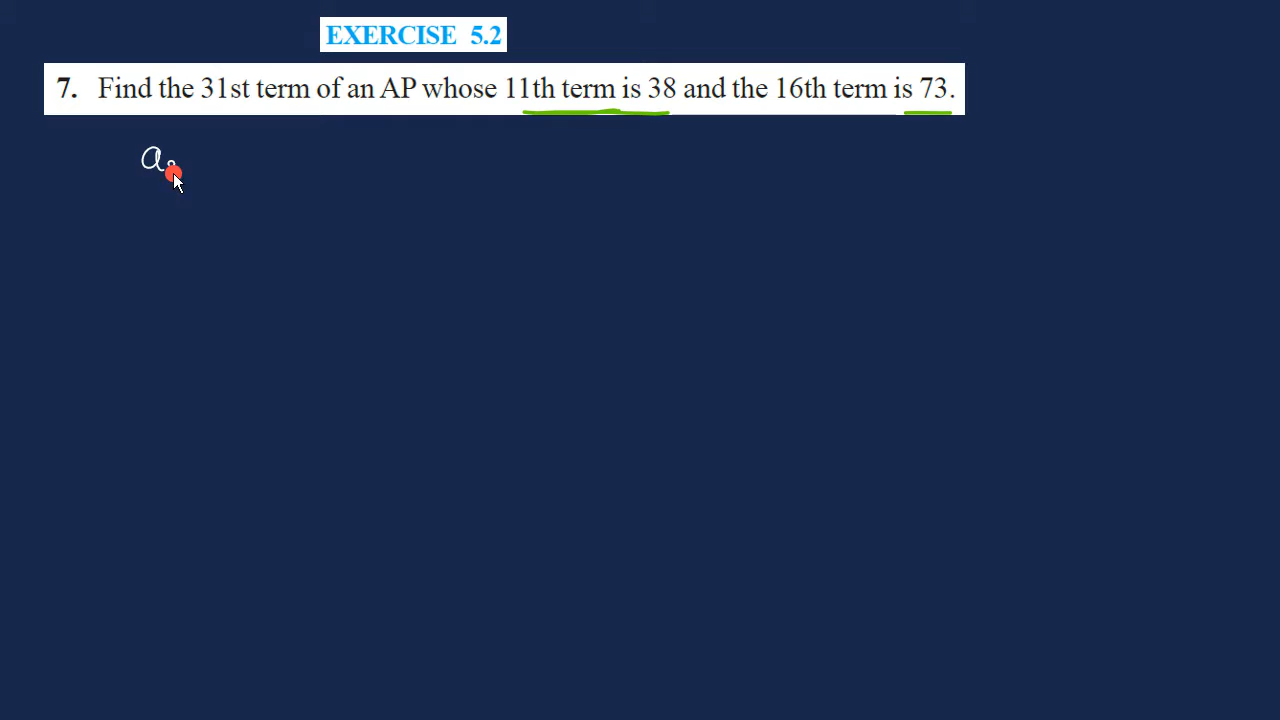 EXERCISE 5.2
7. Find the 31st term of an AP whose 11th term is 38 and the 16th term is 73.
a